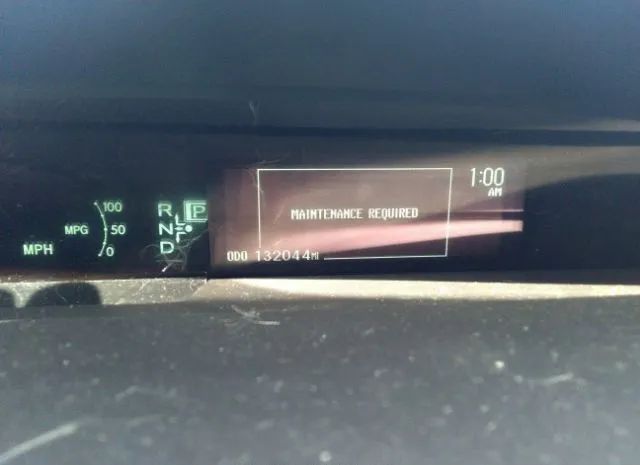 1:00
AM
100
R P
MPG 50
N
MAINTENANCE REQUIRED
MPH
0
D
ODO 132044MI